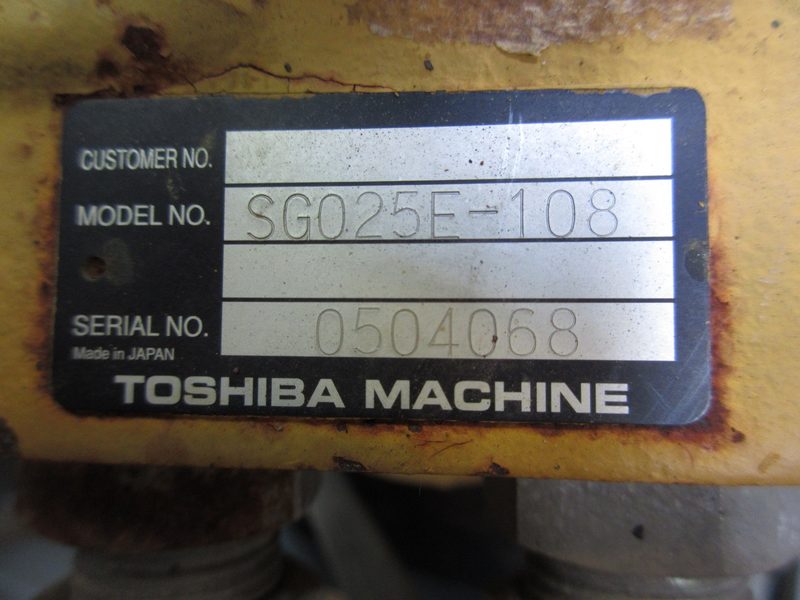 CUSTOMER NO.
MODEL NO. SG025E-108
SERIAL NO. 0504068
Made in JAPAN
TOSHIBA MACHINE